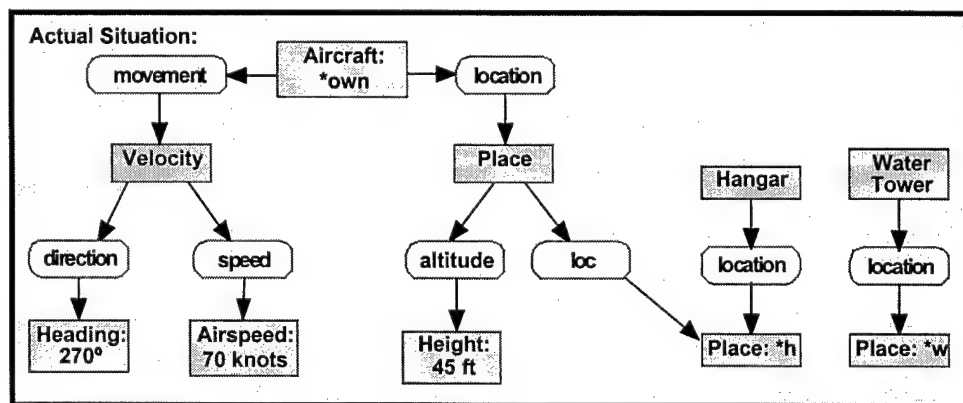 Actual Situation:
Aircraft:
*own
movement
location
Velocity
Place
Hangar
Water
Tower
direction
speed
altitude
loc
location
location
Heading:
270º
Airspeed:
70 knots
Height:
45 ft
Place: *h
Place: *w